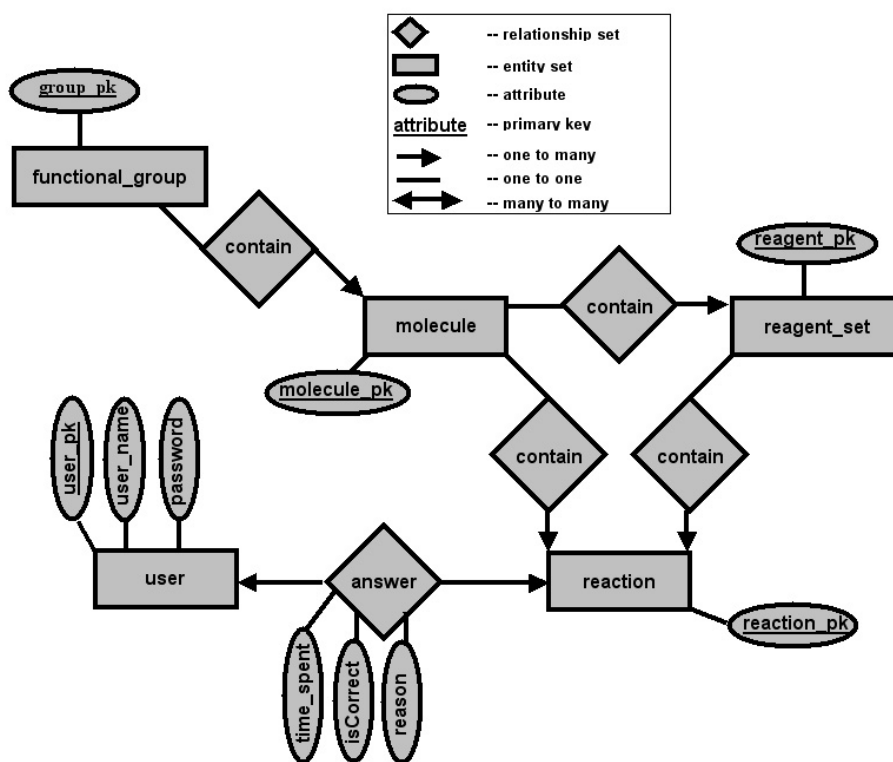 -- relationship set
-- entity set
-- attribute
attribute -- primary key
-- one to many
-- one to one
-- many to many
group_pk
functional_group
contain
reagent_pk
molecule
contain
reagent_set
molecule_pk
user_pk
user_name
password
contain
contain
user
answer
reaction
reaction_pk
time_spent
isCorrect
reason